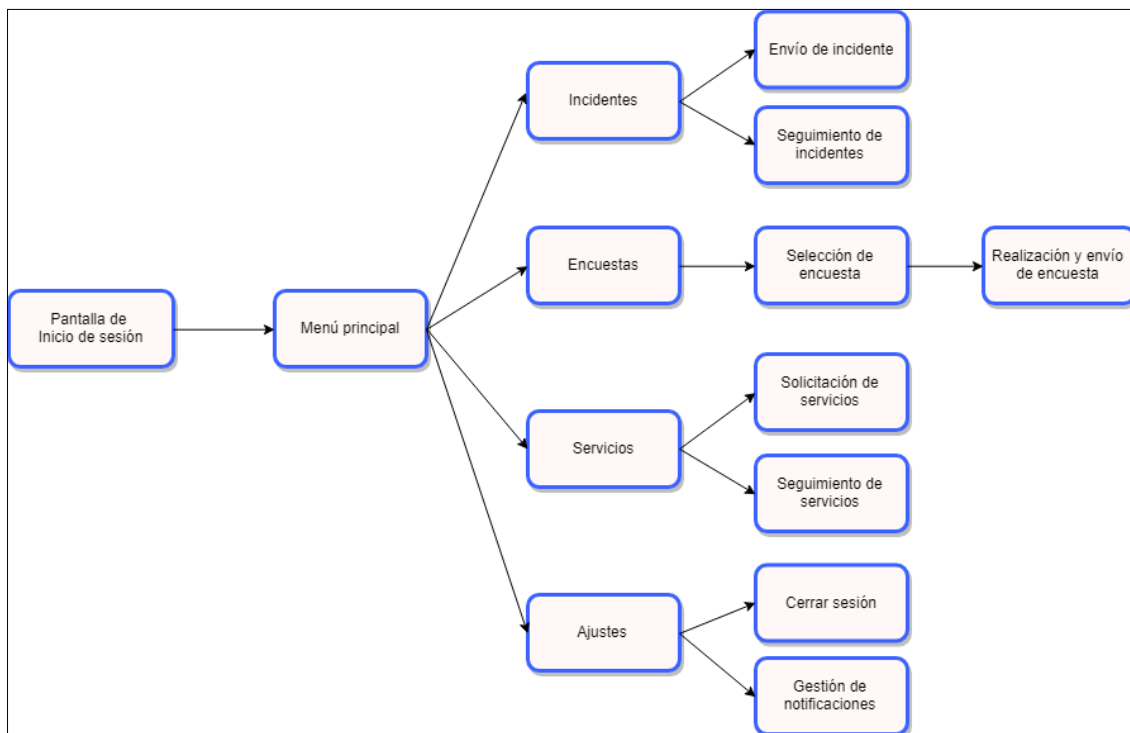 Pantalla de
Inicio de sesión
Menú principal
Incidentes
Envío de incidente
Seguimiento de
incidentes
Encuestas
Selección de
encuesta
Realización y envío
de encuesta
Servicios
Solicitación de
servicios
Seguimiento de
servicios
Ajustes
Cerrar sesión
Gestión de
notificaciones